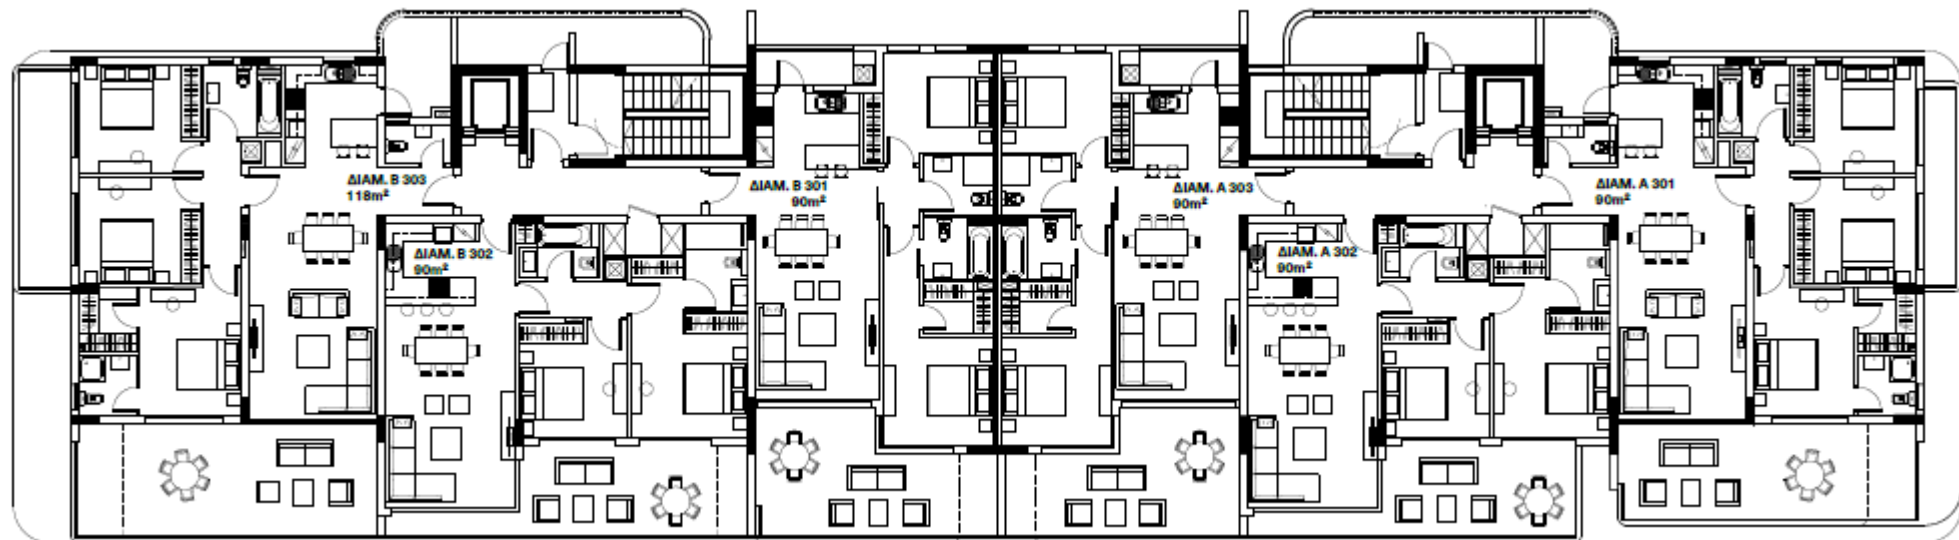 ΔΙΑΜ. Β 303
118m²
ΔΙΑΜ. Β 302
90m²
ΔΙΑΜ. Β 301
90m²
ΔΙΑΜ. Α 303
90m²
ΔΙΑΜ. Α 302
90m²
ΔΙΑΜ. Α 301
90m²